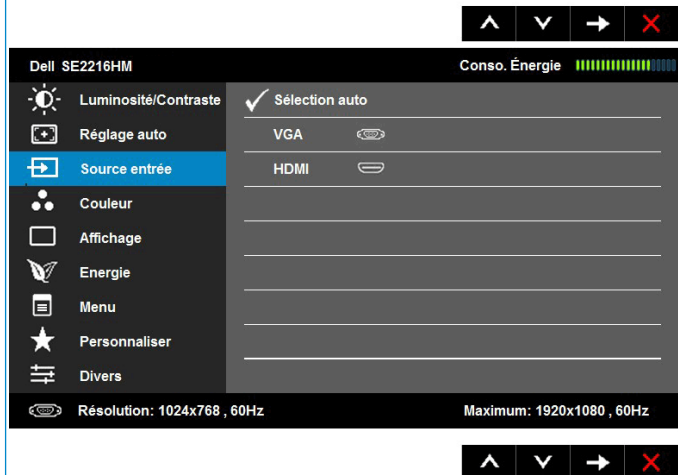 Dell SE2216HM
Conso. Énergie
Luminosité/Contraste
Sélection auto
Réglage auto
VGA
Source entrée
HDMI
Couleur
Affichage
Energie
Menu
Personnaliser
Divers
Résolution: 1024x768 , 60Hz
Maximum: 1920x1080 , 60Hz